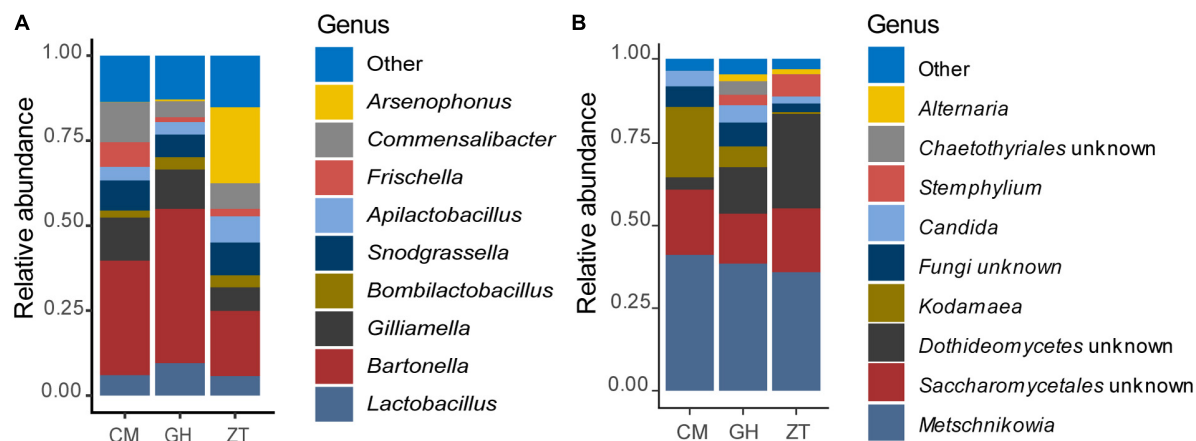 A
Relative abundance
1.00
0.75
0.50
0.25
0.00
CM GH ZT
Genus
Other
Arsenophonus
Commensalibacter
Frischella
Apilactobacillus
Snodgrassella
Bombilactobacillus
Gilliamella
Bartonella
Lactobacillus
B
Relative abundance
1.00
0.75
0.50
0.25
0.00
CM GH ZT
Genus
Other
Alternaria
Chaetothyriales unknown
Stemphylium
Candida
Fungi unknown
Kodamaea
Dothideomycetes unknown
Saccharomycetales unknown
Metschnikowia